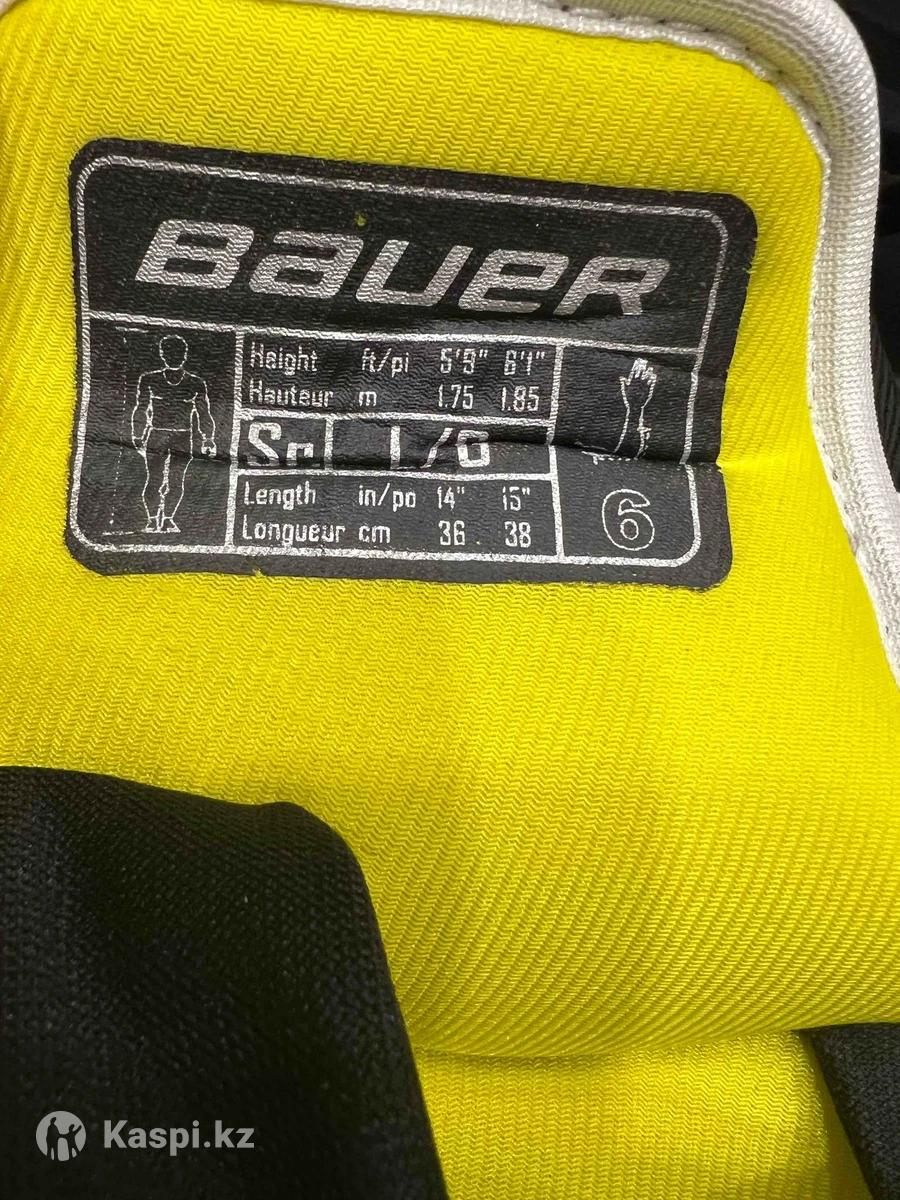 BAUER
Height ft/pi 5'9" 6'1"
Hauteur m 1.75 1.85
Sr. L/G
Length in/po 14" 15"
Longueur cm 36 38
6
Kaspi.kz